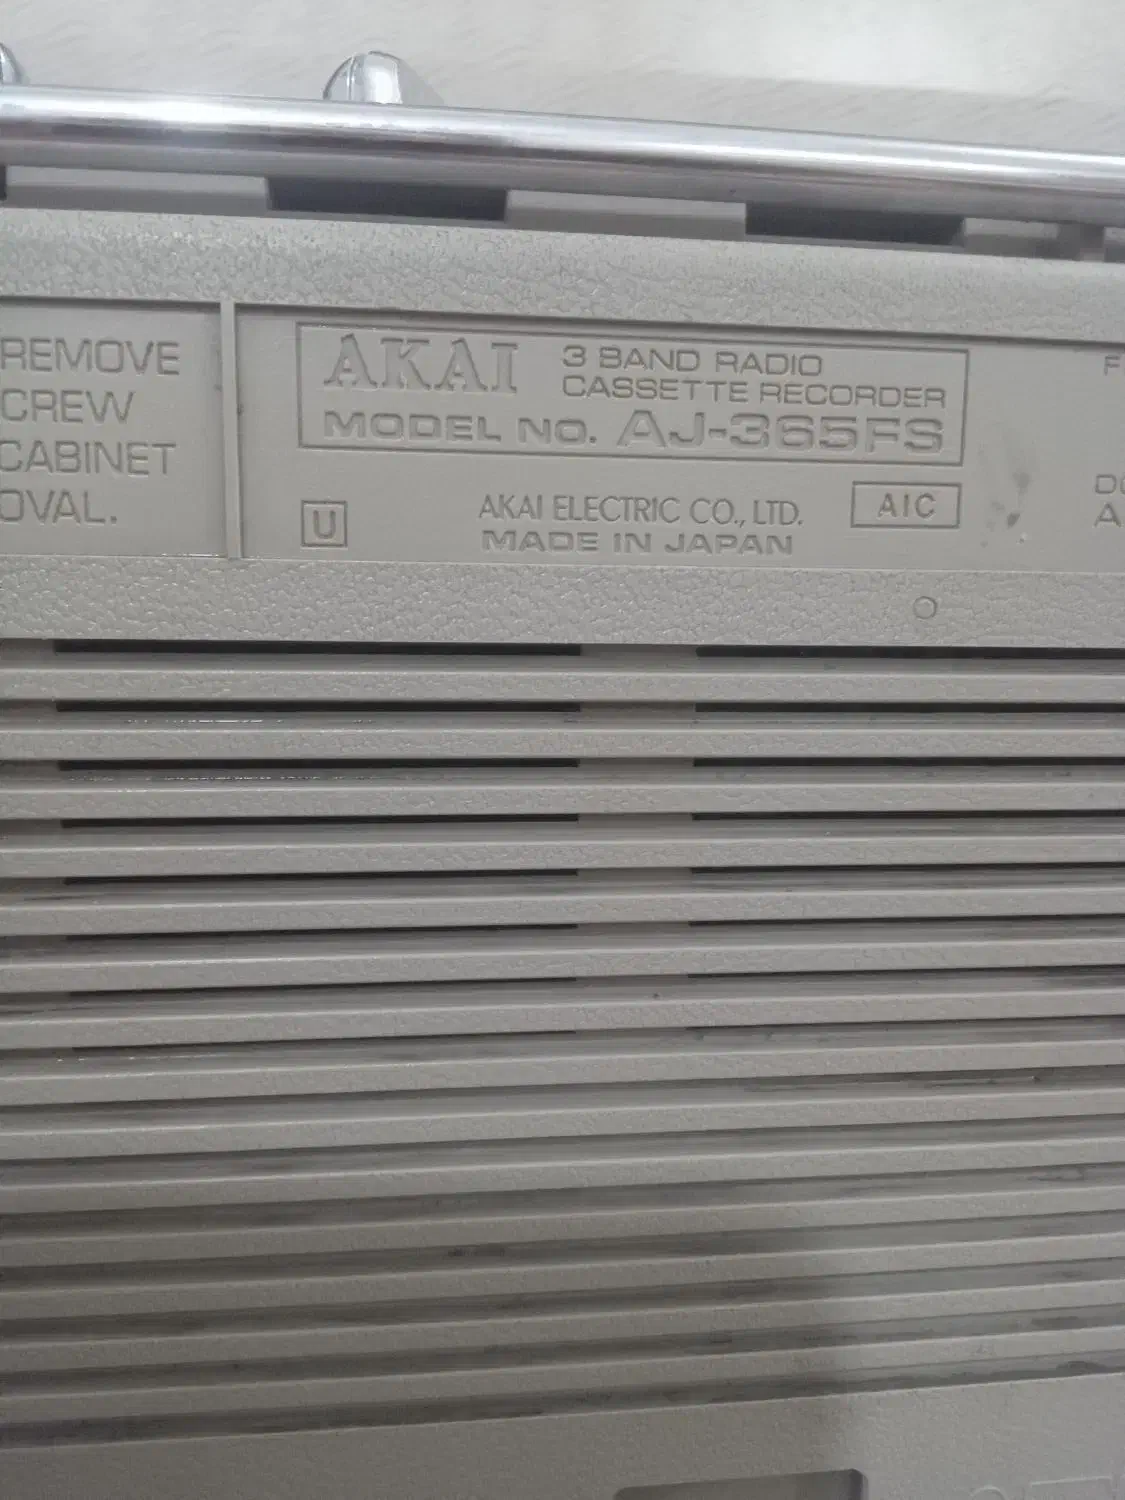 REMOVE
CREW
CABINET
OVAL.
AKAI
3 BAND RADIO
CASSETTE RECORDER
MODEL NO. AJ-365FS
U
AKAI ELECTRIC CO., LTD.
MADE IN JAPAN
AIC
F
A